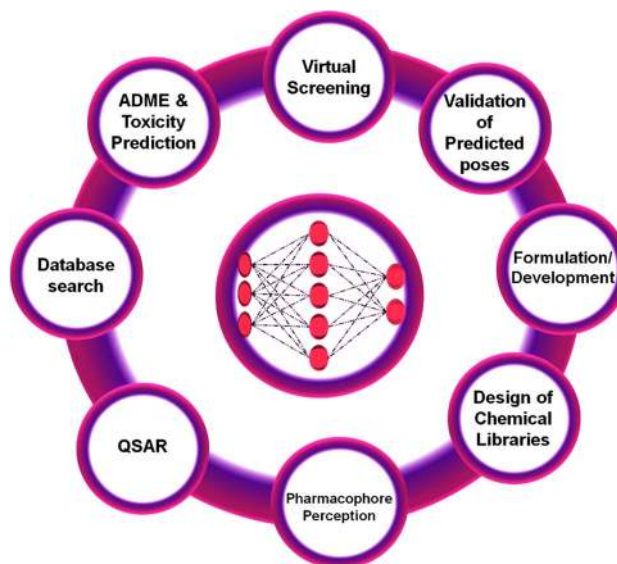 Virtual
Screening
Validation
of
Predicted
poses
Formulation/
Development
Design of
Chemical
Libraries
Pharmacophore
Perception
QSAR
Database
search
ADME &
Toxicity
Prediction